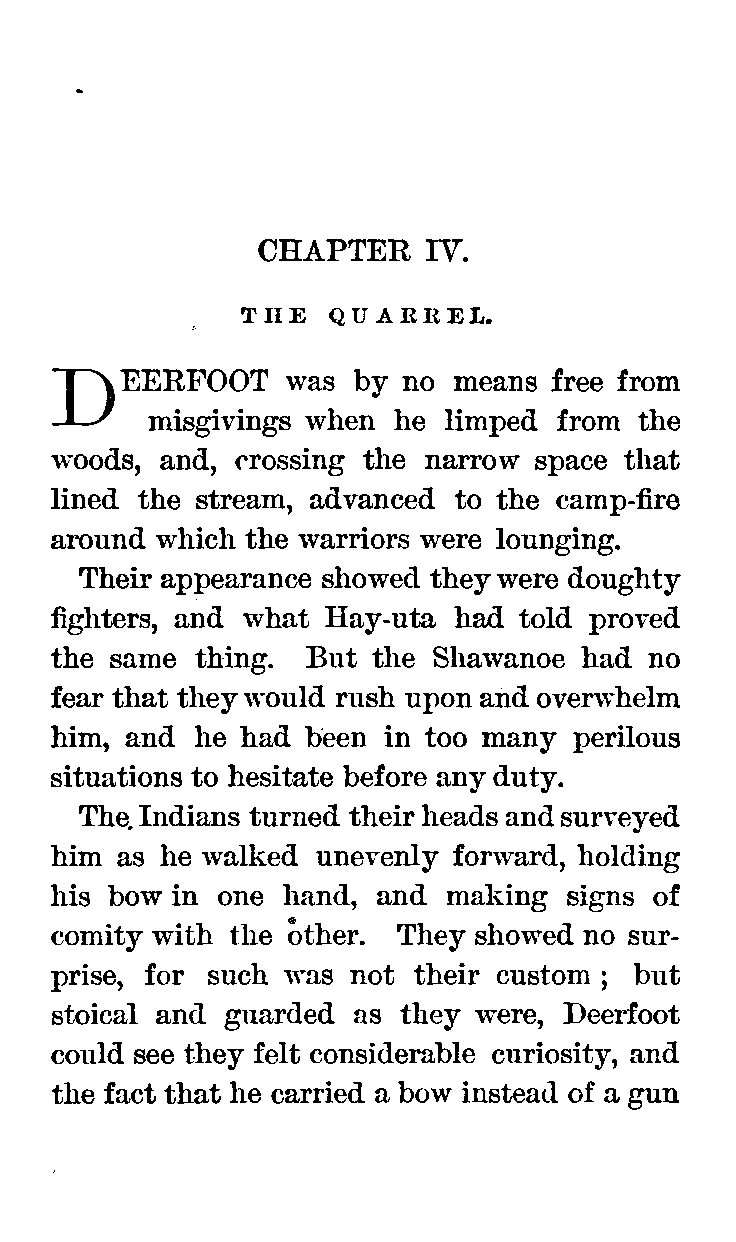 CHAPTER IV.
THE QUARREL.
DEERFOOT was by no means free from
misgivings when he limped from the
woods, and, crossing the narrow space that
lined the stream, advanced to the camp-fire
around which the warriors were lounging.
Their appearance showed they were doughty
fighters, and what Hay-uta had told proved
the same thing. But the Shawanoe had no
fear that they would rush upon and overwhelm
him, and he had been in too many perilous
situations to hesitate before any duty.
The Indians turned their heads and surveyed
him as he walked unevenly forward, holding
his bow in one hand, and making signs of
comity with the other. They showed no sur-
prise, for such was not their custom ; but
stoical and guarded as they were, Deerfoot
could see they felt considerable curiosity, and
the fact that he carried a bow instead of a gun